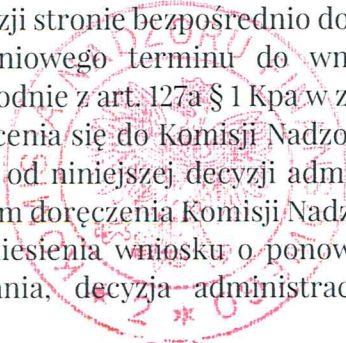 zji stronie bezpośrednio do
niowego terminu do wn
odnie z art. 127a § 1 Kpa w z
cenia się do Komisji Nadzo
od niniejszej decyzji adm
m doręczenia Komisji Nadz
iesienia wniosku o ponow
nia, decyzja administrac